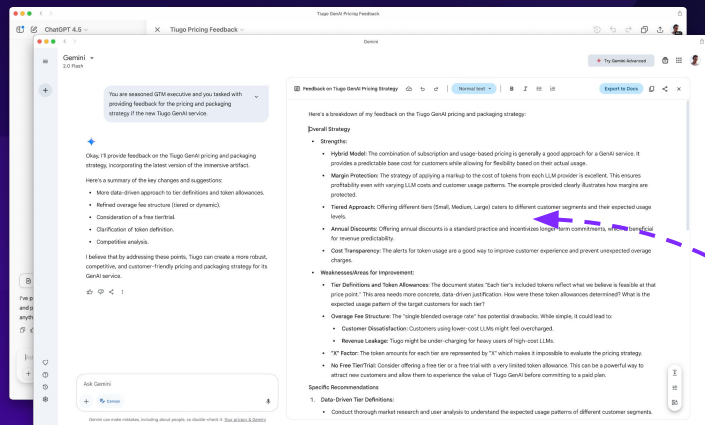 Tiugo GenAI Pricing Feedback
ChatGPT 4.5
Tiugo Pricing Feedback
Gemini
Gemini
2.0 Flash
Try Gemini Advanced
You are seasoned GTM executive and you tasked with
providing feedback for the pricing and packaging
strategy if the new Tiugo GenAI service.
Okay, I'll provide feedback on the Tiugo GenAI pricing and packaging
strategy, incorporating the latest version of the immersive artifact.
Here's a summary of the key changes and suggestions:
• More data-driven approach to tier definitions and token allowances.
• Refined overage fee structure (tiered or dynamic).
• Consideration of a free tier/trial.
• Clarification of token definition.
• Competitive analysis.
I believe that by addressing these points, Tiugo can create a more robust,
competitive, and customer-friendly pricing and packaging strategy for its
GenAI service.
I've p
and p
anyth
Ask Gemini
Canvas
Gemini can make mistakes, including about people, so double-check it. Your privacy & Gemini
Feedback on Tiugo GenAI Pricing Strategy
Normal text
B
I
Export to Docs
Here's a breakdown of my feedback on the Tiugo GenAI pricing and packaging strategy:
Overall Strategy
• Strengths:
• Hybrid Model: The combination of subscription and usage-based pricing is generally a good approach for a GenAI service. It
provides a predictable base cost for customers while allowing for flexibility based on their actual usage.
• Margin Protection: The strategy of applying a markup to the cost of tokens from each LLM provider is excellent. This ensures
profitability even with varying LLM costs and customer usage patterns. The example provided clearly illustrates how margins are
protected.
• Tiered Approach: Offering different tiers (Small, Medium, Large) caters to different customer segments and their expected usage
levels.
• Annual Discounts: Offering annual discounts is a standard practice and incentivizes longer-term commitments, which is beneficial
for revenue predictability.
• Cost Transparency: The alerts for token usage are a good way to improve customer experience and prevent unexpected overage
charges.
• Weaknesses/Areas for Improvement:
• Tier Definitions and Token Allowances: The document states "Each tier's included tokens reflect what we believe is feasible at that
price point." This area needs more concrete, data-driven justification. How were these token allowances determined? What is the
expected usage pattern of the target customers for each tier?
• Overage Fee Structure: The "single blended overage rate" has potential drawbacks. While simple, it could lead to:
• Customer Dissatisfaction: Customers using lower-cost LLMs might feel overcharged.
• Revenue Leakage: Tiugo might be under-charging for heavy users of high-cost LLMs.
• "X" Factor: The token amounts for each tier are represented by "X" which makes it impossible to evaluate the pricing strategy.
• No Free Tier/Trial: Consider offering a free tier or a free trial with a very limited token allowance. This can be a powerful way to
attract new customers and allow them to experience the value of Tiugo GenAI before committing to a paid plan.
Specific Recommendations
1. Data-Driven Tier Definitions:
• Conduct thorough market research and user analysis to understand the expected usage patterns of different customer segments.